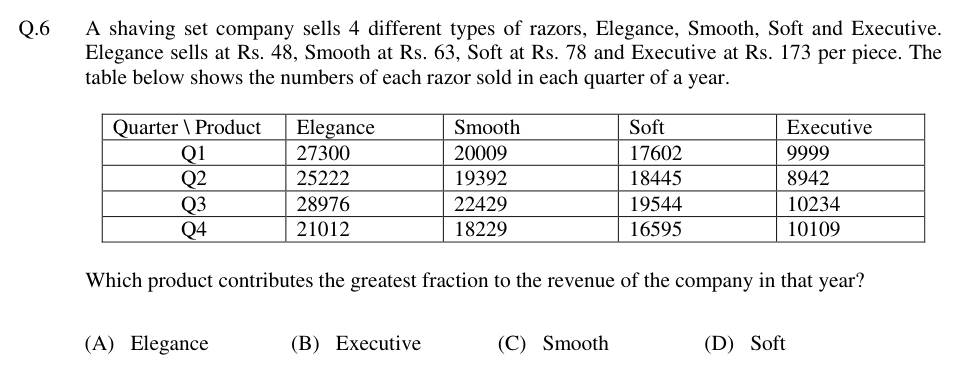 Q.6 A shaving set company sells 4 different types of razors, Elegance, Smooth, Soft and Executive.
Elegance sells at Rs. 48, Smooth at Rs. 63, Soft at Rs. 78 and Executive at Rs. 173 per piece. The
table below shows the numbers of each razor sold in each quarter of a year.
Quarter \ Product Elegance Smooth Soft Executive
Q1 27300 20009 17602 9999
Q2 25222 19392 18445 8942
Q3 28976 22429 19544 10234
Q4 21012 18229 16595 10109
Which product contributes the greatest fraction to the revenue of the company in that year?
(A) Elegance (B) Executive (C) Smooth (D) Soft